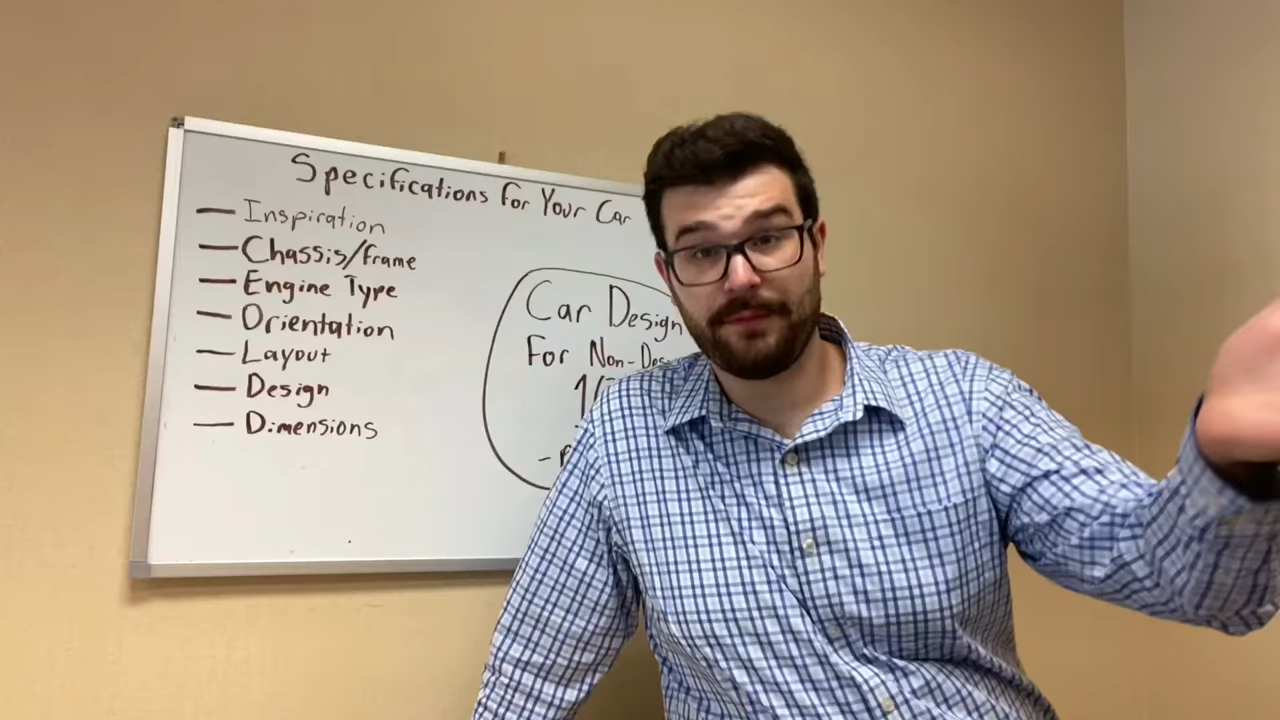 Specifications for Your Car
— Inspiration
— Chassis/frame
— Engine Type
— Orientation
— Layout
— Design
— Dimensions
Car Design
For Non-
-